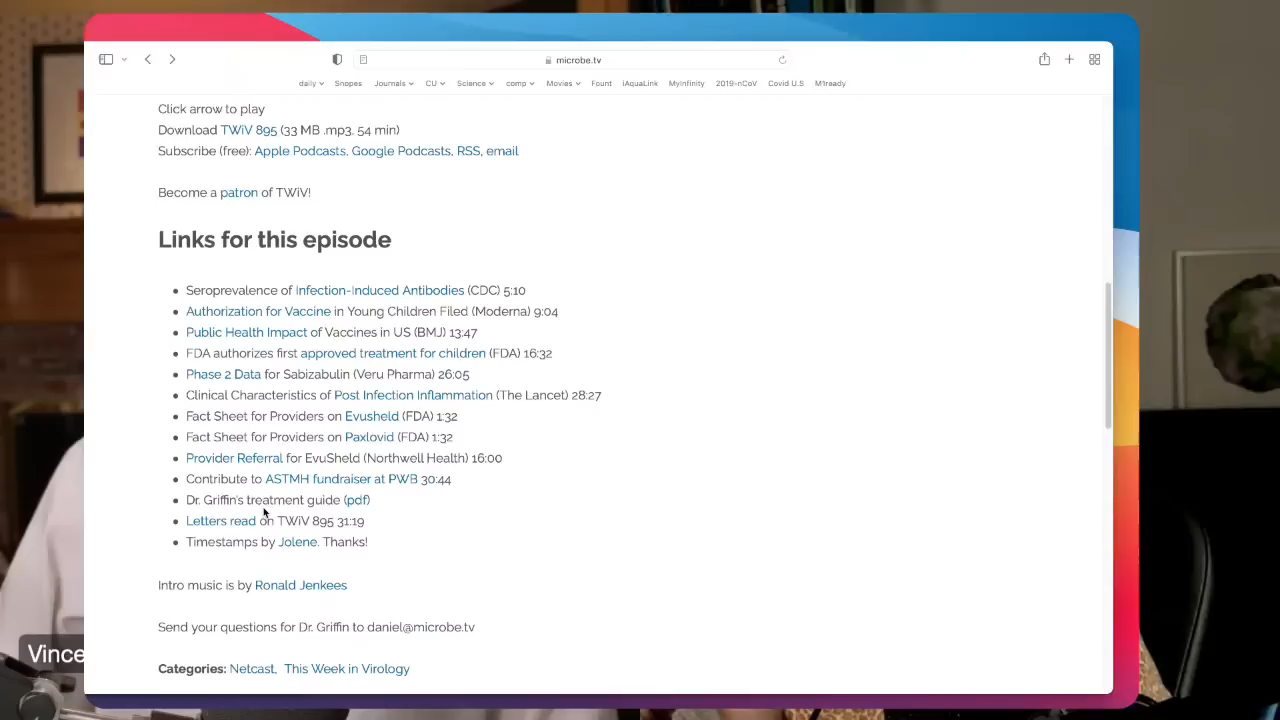 microbe.tv
daily Snopes Journals CU Science comp Movies Fount iAquaLink MyInfinity 2019-nCoV Covid U.S M1ready
Click arrow to play
Download TWiV 895 (33 MB .mp3, 54 min)
Subscribe (free): Apple Podcasts, Google Podcasts, RSS, email
Become a patron of TWiV!
Links for this episode
Seroprevalence of Infection-Induced Antibodies (CDC) 5:10
Authorization for Vaccine in Young Children Filed (Moderna) 9:04
Public Health Impact of Vaccines in US (BMJ) 13:47
FDA authorizes first approved treatment for children (FDA) 16:32
Phase 2 Data for Sabizabulin (Veru Pharma) 26:05
Clinical Characteristics of Post Infection Inflammation (The Lancet) 28:27
Fact Sheet for Providers on Evusheld (FDA) 1:32
Fact Sheet for Providers on Paxlovid (FDA) 1:32
Provider Referral for EvuSheld (Northwell Health) 16:00
Contribute to ASTMH fundraiser at PWB 30:44
Dr. Griffin's treatment guide (pdf)
Letters read on TWiV 895 31:19
Timestamps by Jolene. Thanks!
Intro music is by Ronald Jenkees
Send your questions for Dr. Griffin to daniel@microbe.tv
Vince
Categories: Netcast, This Week in Virology